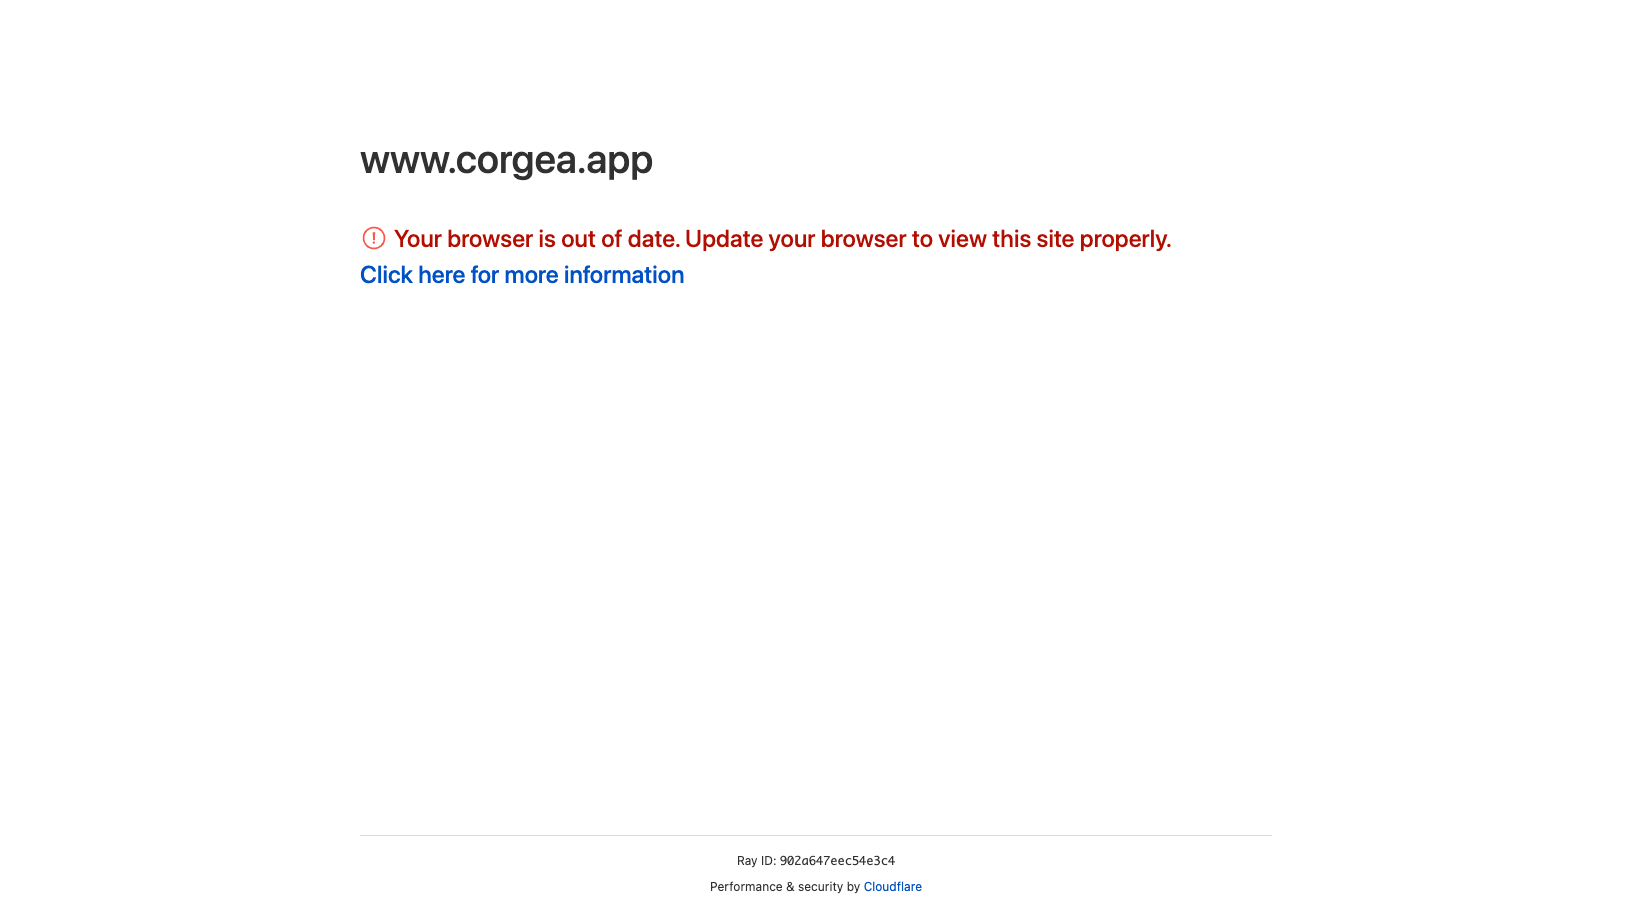 www.corgea.app
Your browser is out of date. Update your browser to view this site properly.
Click here for more information
Ray ID: 902a647eec54e3c4
Performance & security by Cloudflare